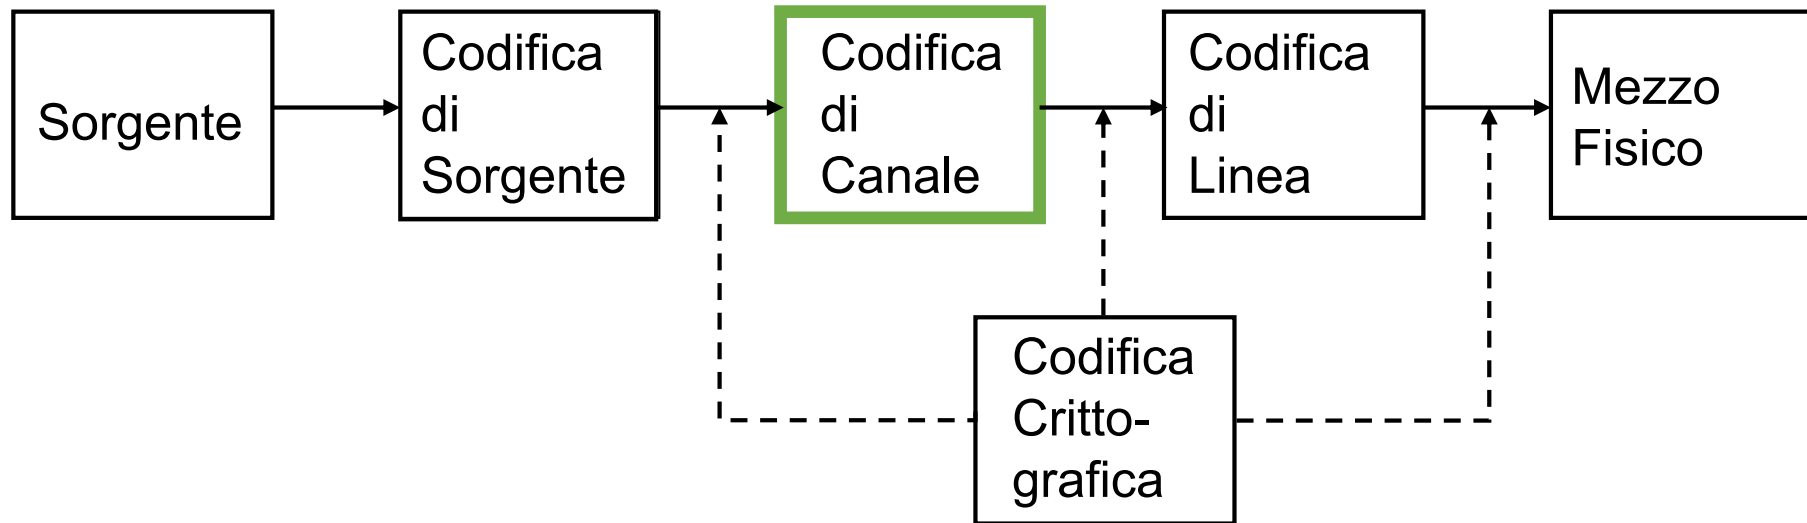 Sorgente
Codifica
di
Sorgente
Codifica
di
Canale
Codifica
di
Linea
Mezzo
Fisico
Codifica
Critto-
grafica